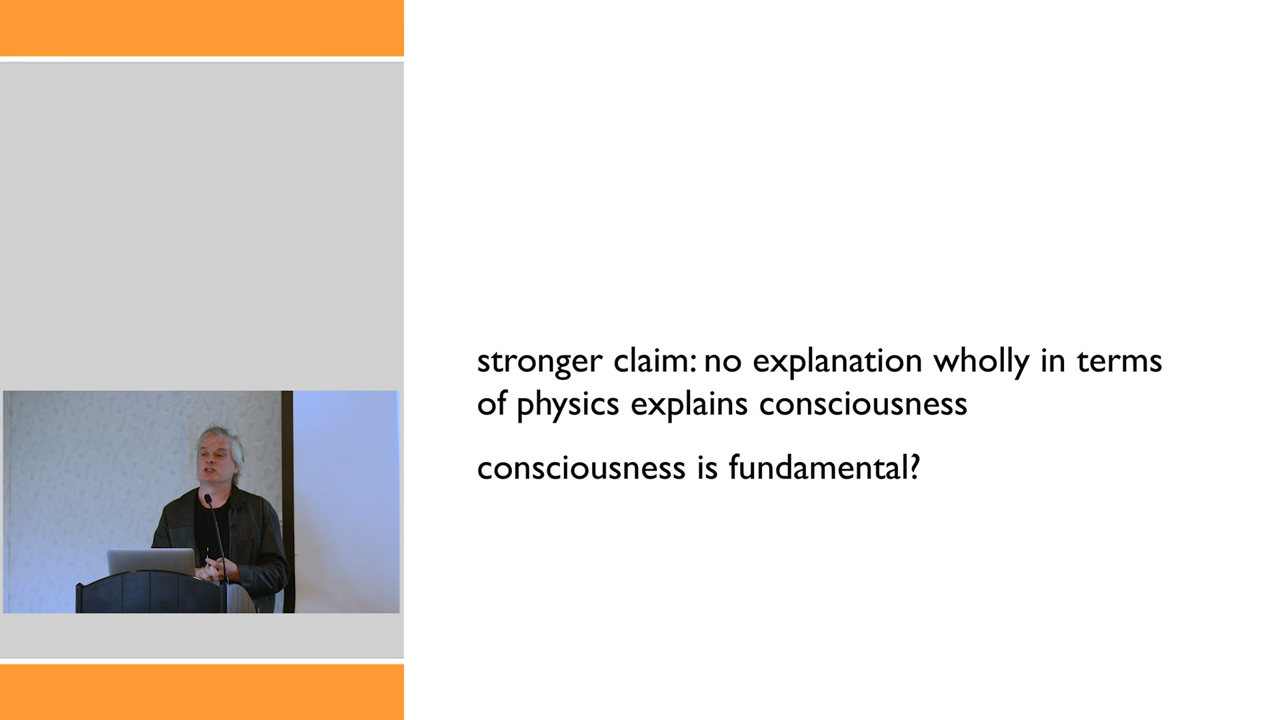 stronger claim: no explanation wholly in terms
of physics explains consciousness
consciousness is fundamental?